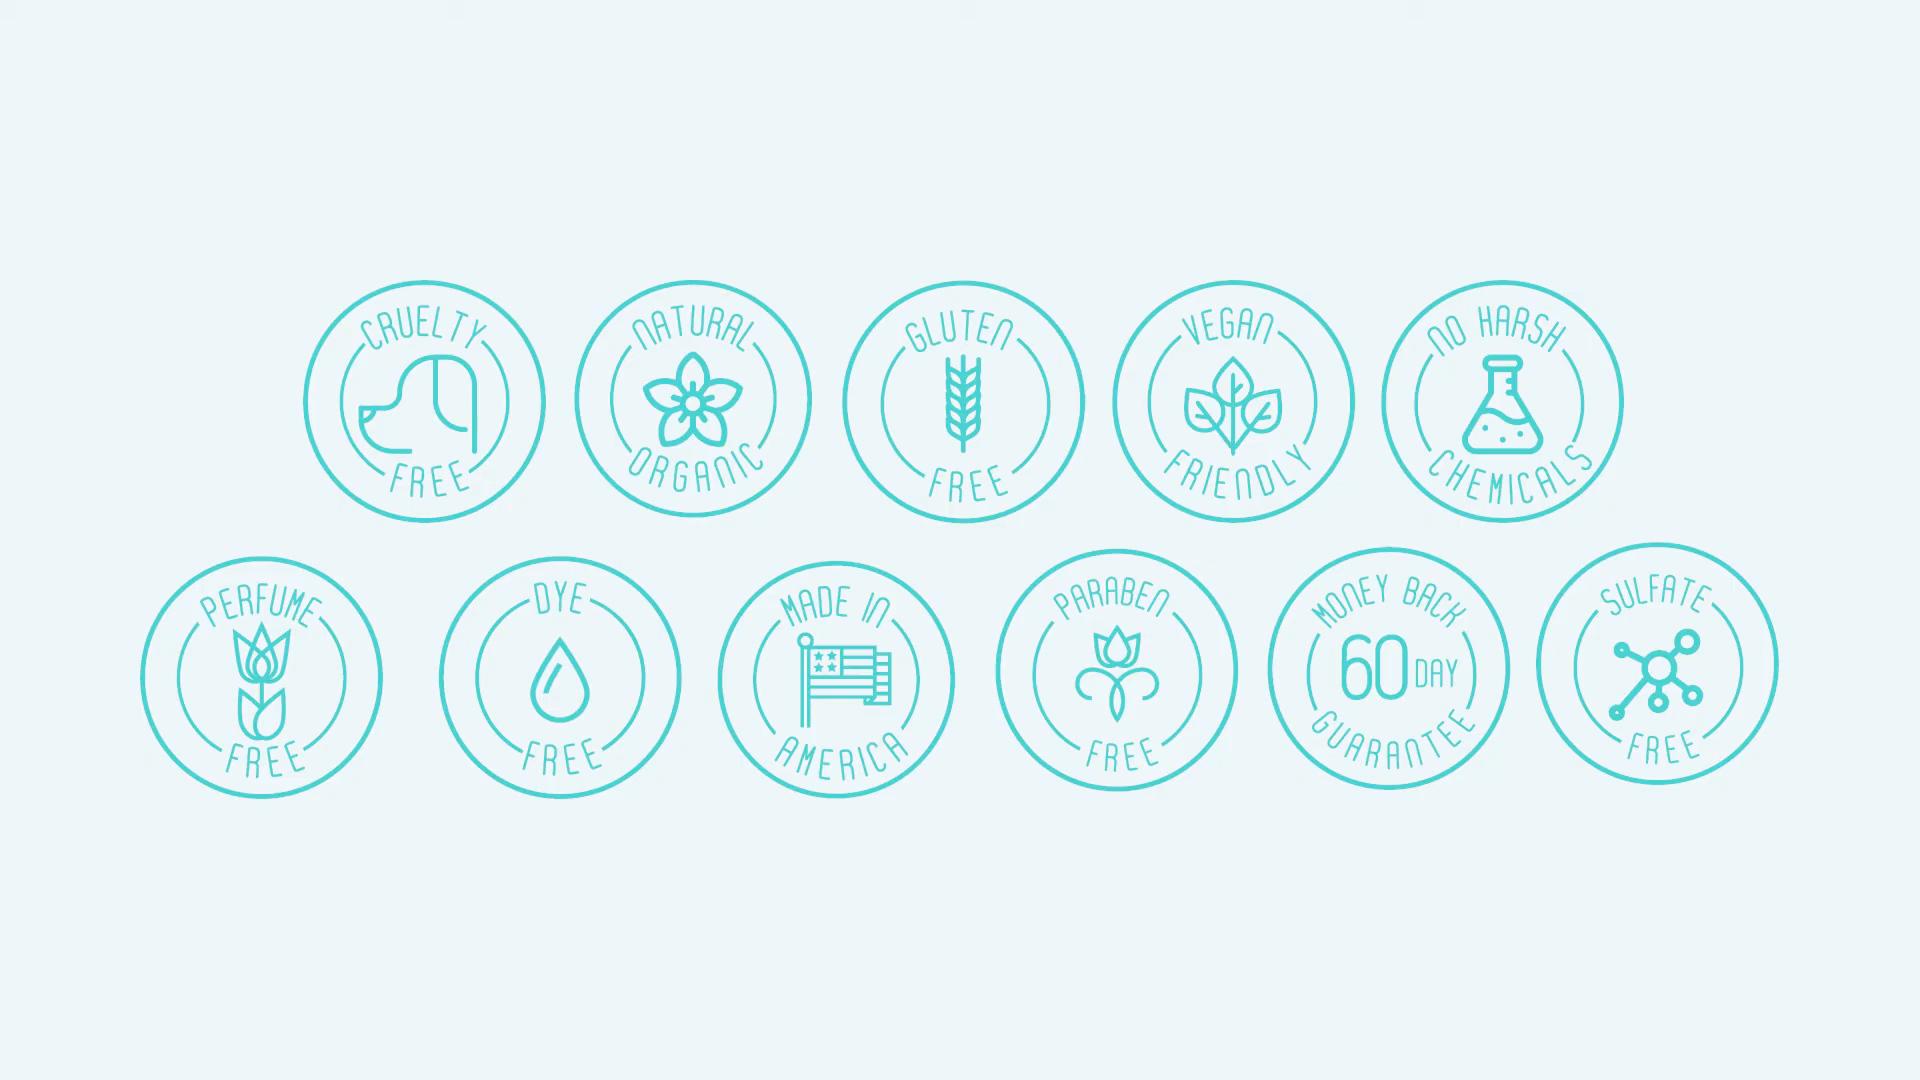 CRUELTY
FREE
NATURAL
ORGANIC
GLUTEN
FREE
VEGAN
FRIENDLY
NO HARSH
CHEMICALS
PERFUME
FREE
DYE
FREE
MADE IN
AMERICA
PARABEN
FREE
MONEY BACK
60 DAY
GUARANTEE
SULFATE
FREE